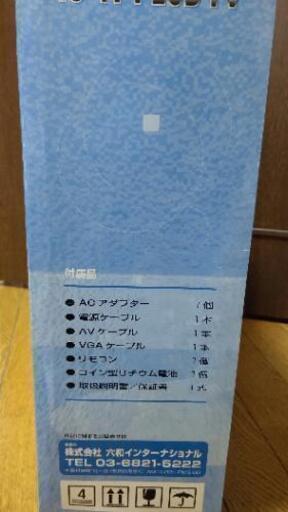 付属品
● ACアダプター 1個
● 電源ケーブル 1本
● AVケーブル 1本
● VGAケーブル 1本
● リモコン
● コイン型リチウム電池
● 取扱説明書／保証書 1式
株式会社 六和インターナショナル
TEL 03-6821-5222
4